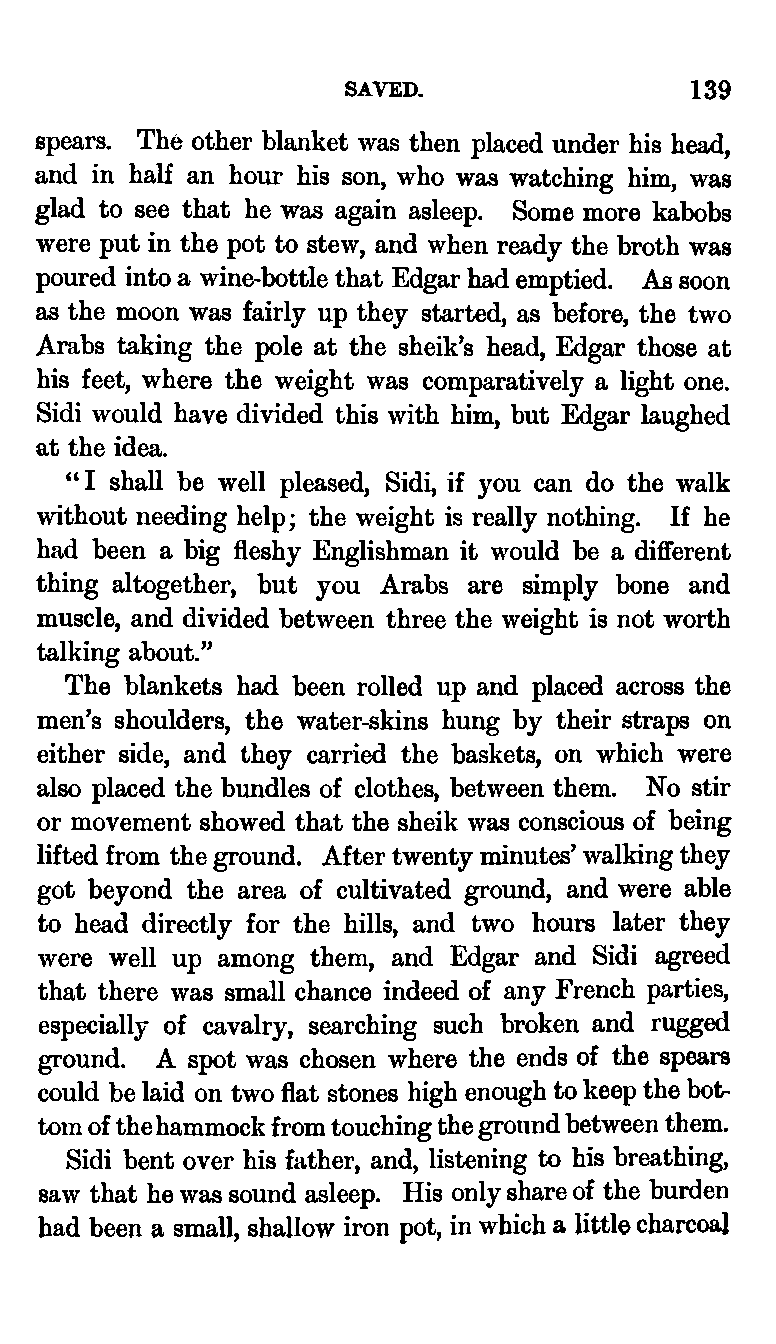 SAVED. 139
spears. The other blanket was then placed under his head,
and in half an hour his son, who was watching him, was
glad to see that he was again asleep. Some more kabobs
were put in the pot to stew, and when ready the broth was
poured into a wine-bottle that Edgar had emptied. As soon
as the moon was fairly up they started, as before, the two
Arabs taking the pole at the sheik's head, Edgar those at
his feet, where the weight was comparatively a light one.
Sidi would have divided this with him, but Edgar laughed
at the idea.
"I shall be well pleased, Sidi, if you can do the walk
without needing help; the weight is really nothing. If he
had been a big fleshy Englishman it would be a different
thing altogether, but you Arabs are simply bone and
muscle, and divided between three the weight is not worth
talking about."
The blankets had been rolled up and placed across the
men's shoulders, the water-skins hung by their straps on
either side, and they carried the baskets, on which were
also placed the bundles of clothes, between them. No stir
or movement showed that the sheik was conscious of being
lifted from the ground. After twenty minutes' walking they
got beyond the area of cultivated ground, and were able
to head directly for the hills, and two hours later they
were well up among them, and Edgar and Sidi agreed
that there was small chance indeed of any French parties,
especially of cavalry, searching such broken and rugged
ground. A spot was chosen where the ends of the spears
could be laid on two flat stones high enough to keep the bot-
tom of the hammock from touching the ground between them.
Sidi bent over his father, and, listening to his breathing,
saw that he was sound asleep. His only share of the burden
had been a small, shallow iron pot, in which a little charcoal